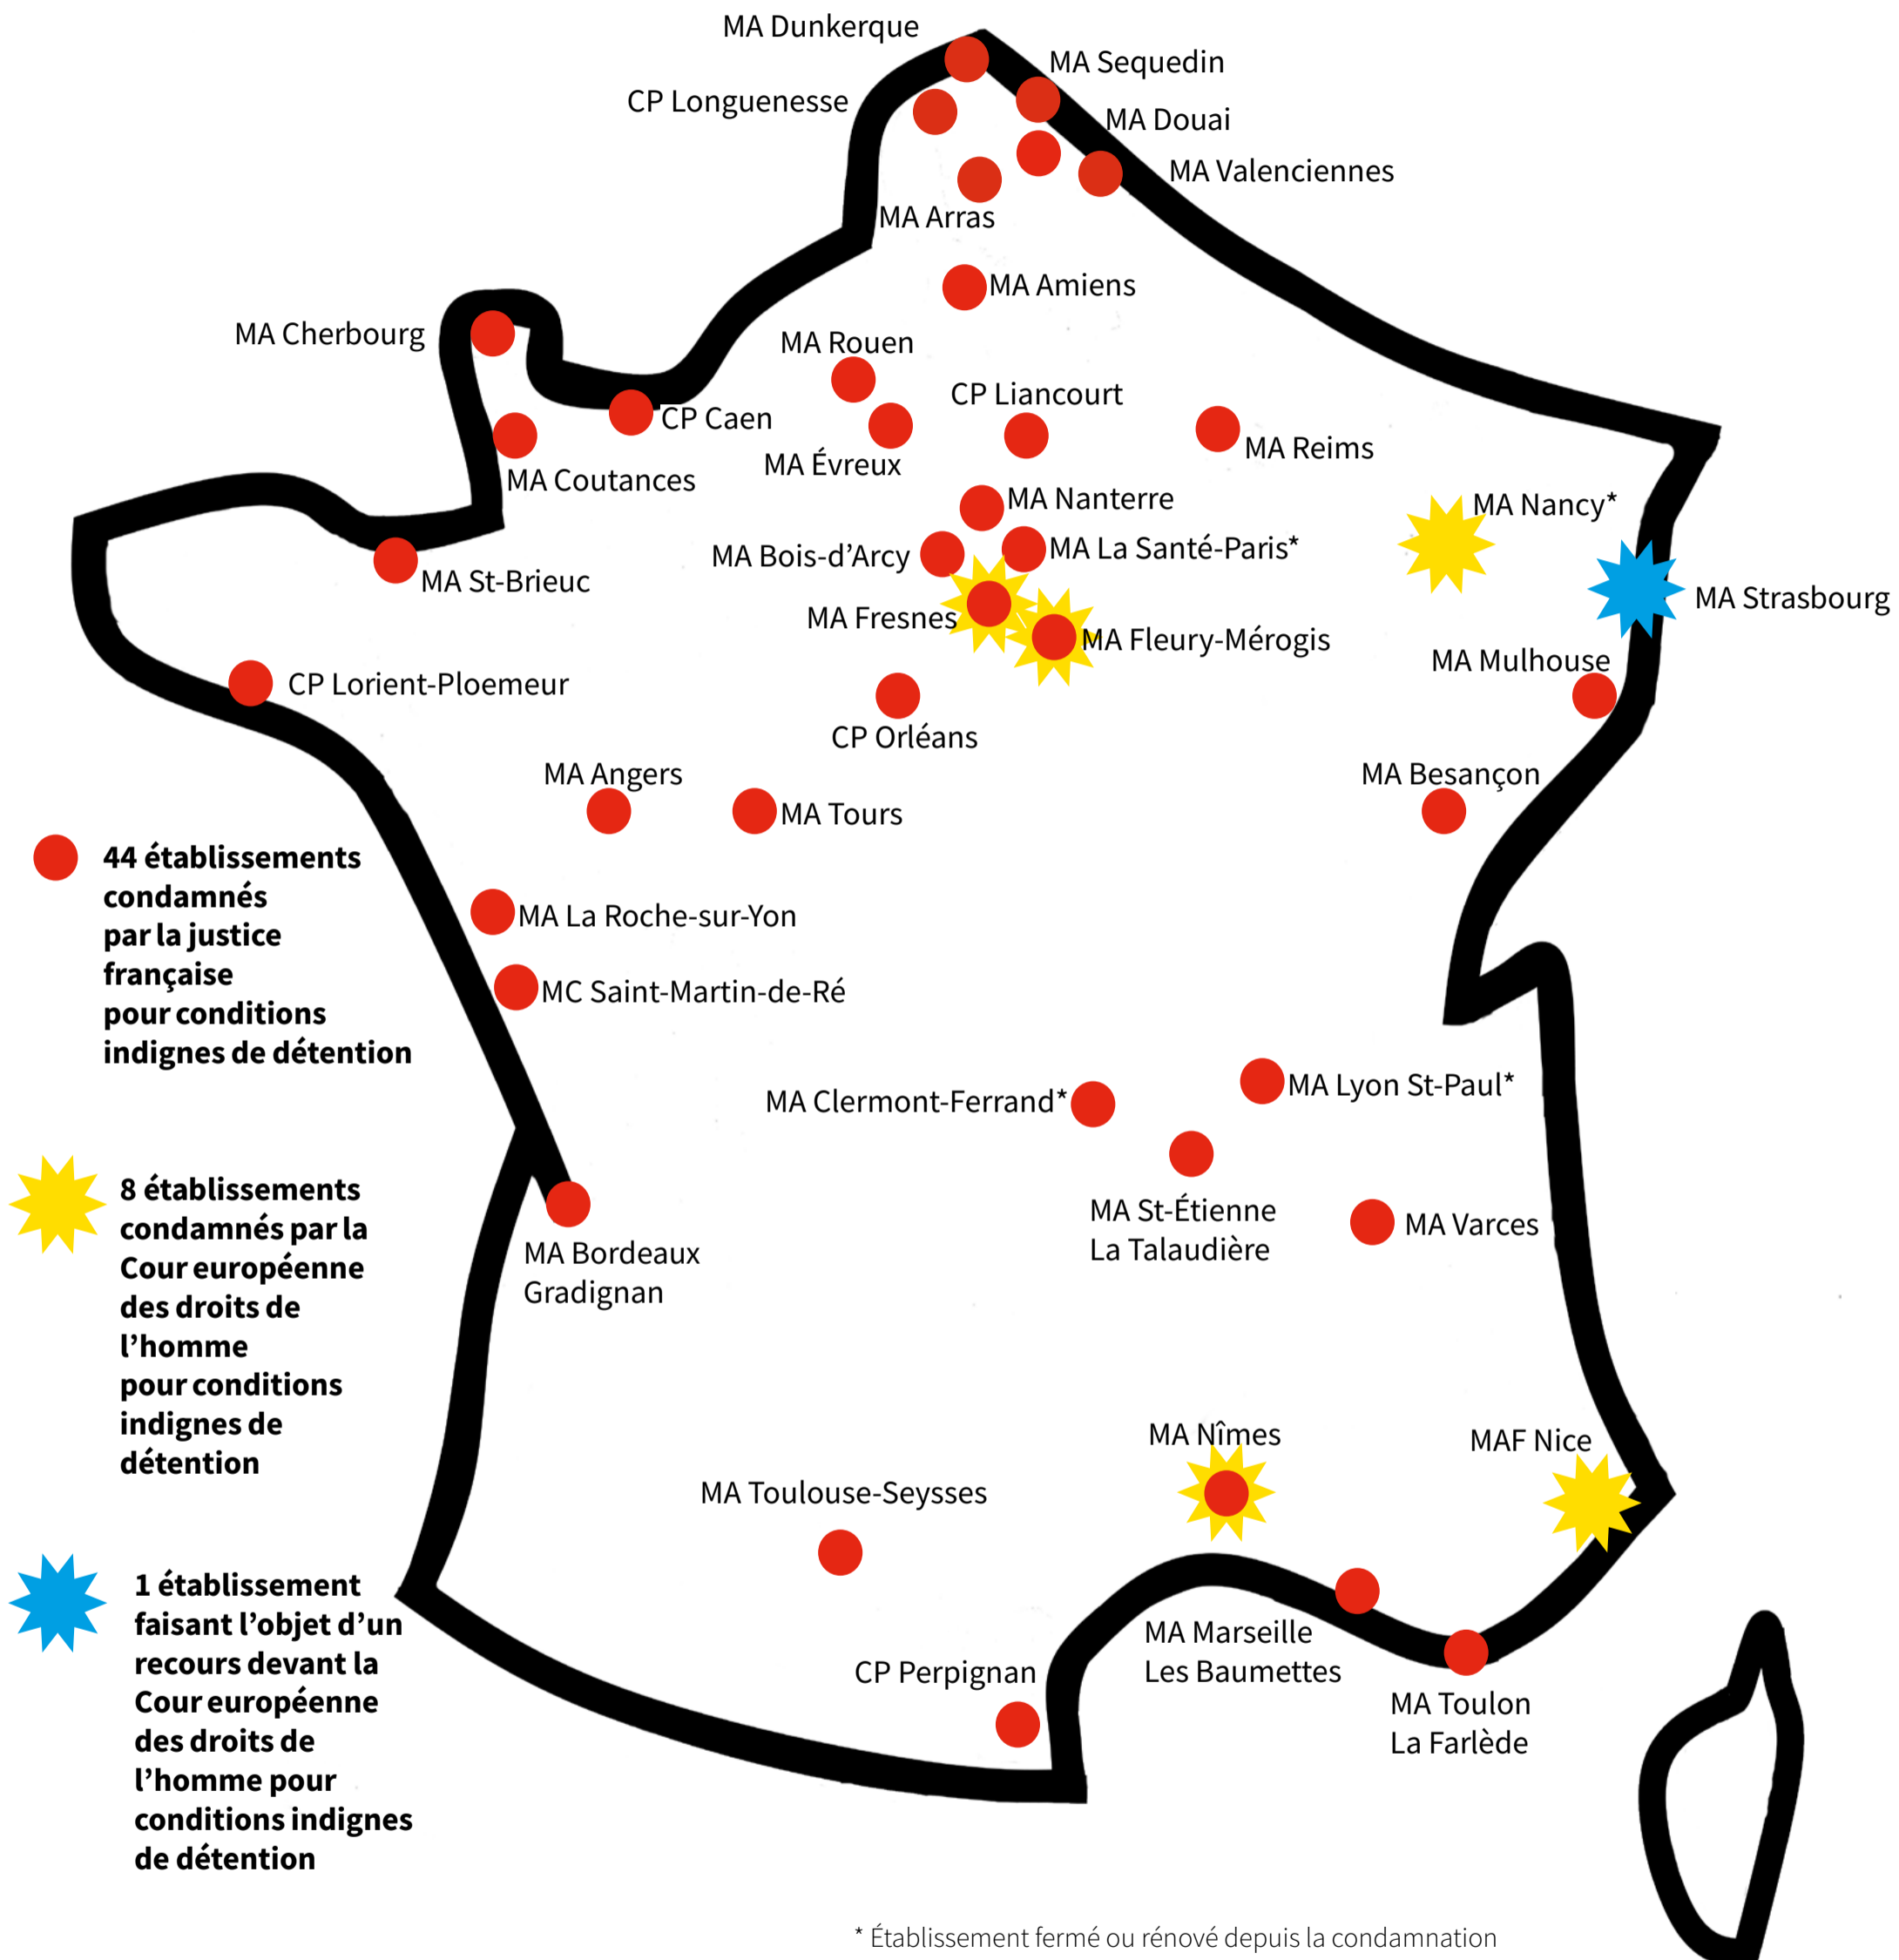 MA Dunkerque
MA Sequedin
CP Longuenesse
MA Douai
MA Valenciennes
MA Arras
MA Amiens
MA Cherbourg
MA Rouen
CP Liancourt
CP Caen
MA Reims
MA Évreux
MA Coutances
MA Nanterre
MA Nancy*
MA Bois-d’Arcy
MA La Santé-Paris*
MA St-Brieuc
MA Strasbourg
MA Fresnes
MA Fleury-Mérogis
MA Mulhouse
CP Lorient-Ploemeur
CP Orléans
MA Angers
MA Besançon
MA Tours
44 établissements
condamnés
par la justice
française
pour conditions
indignes de détention
MA La Roche-sur-Yon
MC Saint-Martin-de-Ré
MA Clermont-Ferrand*
MA Lyon St-Paul*
8 établissements
condamnés par la
Cour européenne
des droits de
l’homme
pour conditions
indignes de
détention
MA St-Étienne
La Talaudière
MA Varces
MA Bordeaux
Gradignan
MA Nîmes
MAF Nice
MA Toulouse-Seysses
1 établissement
faisant l’objet d’un
recours devant la
Cour européenne
des droits de
l’homme pour
conditions indignes
de détention
MA Marseille
Les Baumettes
CP Perpignan
MA Toulon
La Farlède
* Établissement fermé ou rénové depuis la condamnation